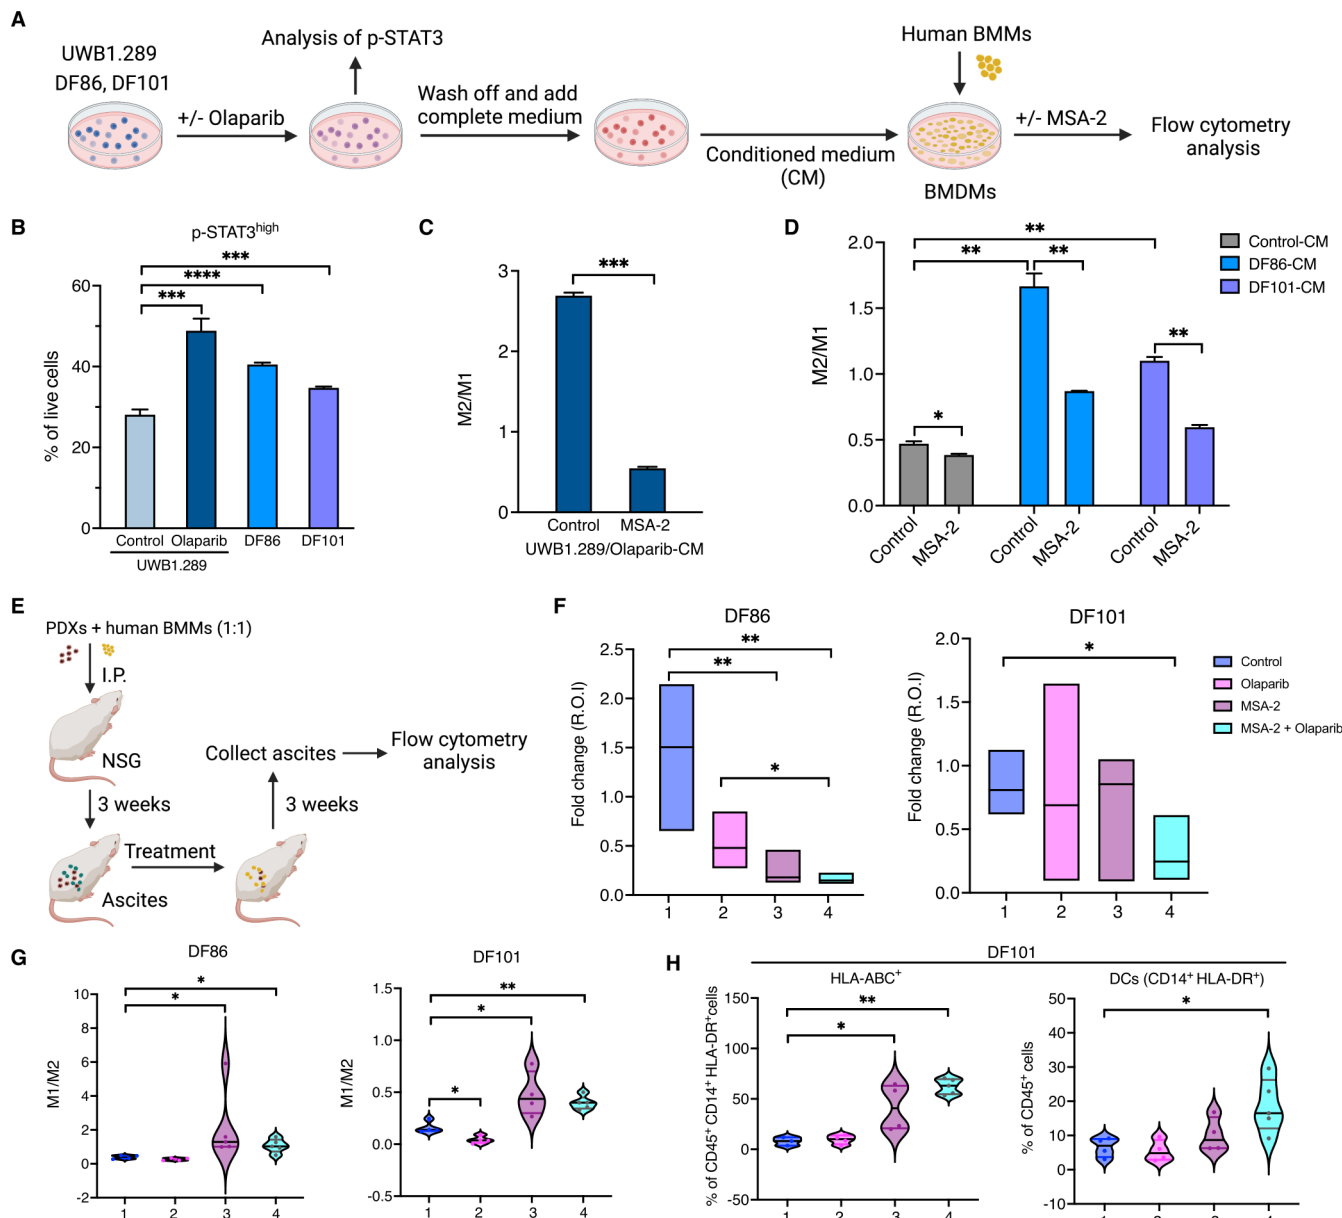 A
UWB1.289
DF86, DF101
+/- Olaparib
Analysis of p-STAT3
Wash off and add
complete medium
Conditioned medium
(CM)
Human BMMs
BMDMs
+/- MSA-2
Flow cytometry
analysis
B
p-STAT3high
***
****
***
% of live cells
60
40
20
0
Control Olaparib DF86 DF101
UWB1.289
C
***
M2/M1
3
2
1
0
Control MSA-2
UWB1.289/Olaparib-CM
D
**
** **
**
*
M2/M1
2.0
1.5
1.0
0.5
0.0
Control MSA-2 Control MSA-2 Control MSA-2
Control-CM
DF86-CM
DF101-CM
E
PDXs + human BMMs (1:1)
I.P.
NSG
3 weeks
Ascites
Treatment
3 weeks
Collect ascites
Flow cytometry
analysis
F
DF86
**
**
*
Fold change (R.O.I)
2.5
2.0
1.5
1.0
0.5
0.0
1 2 3 4
DF101
*
Fold change (R.O.I)
2.0
1.5
1.0
0.5
0.0
1 2 3 4
Control
Olaparib
MSA-2
MSA-2 + Olaparib
G
DF86
*
*
M1/M2
10
8
6
4
2
0
-2
1 2 3 4
DF101
**
*
*
M1/M2
1.5
1.0
0.5
0.0
-0.5
1 2 3 4
H
DF101
HLA-ABC+
**
*
% of CD45+ CD14+ HLA-DR+cells
150
100
50
0
-50
1 2 3 4
DCs (CD14+ HLA-DR+)
*
% of CD45+ cells
50
40
30
20
10
0
-10
1 2 3 4